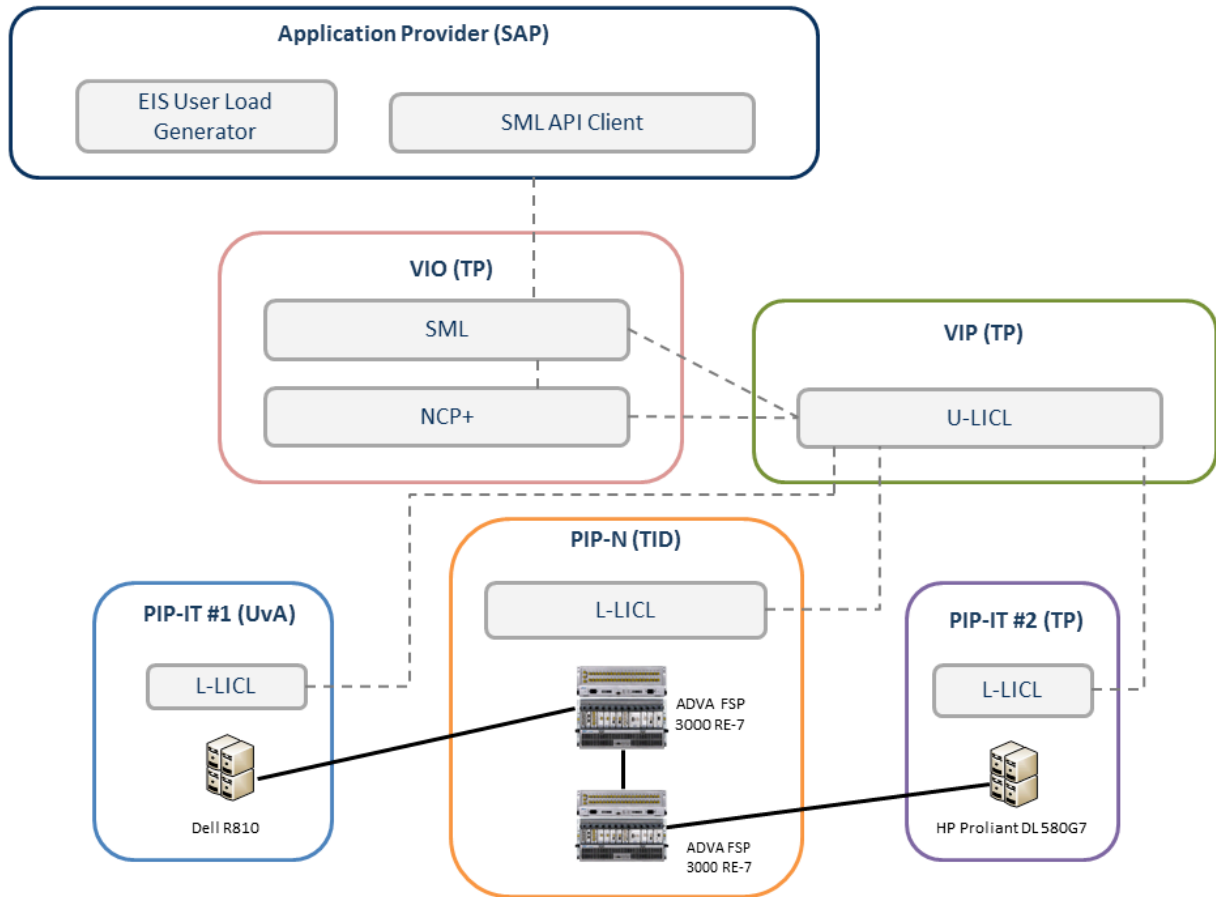 Application Provider (SAP)
EIS User Load
Generator
SML API Client
VIO (TP)
SML
NCP+
VIP (TP)
U-LICL
PIP-N (TID)
L-LICL
ADVA FSP
3000 RE-7
ADVA FSP
3000 RE-7
PIP-IT #1 (UvA)
L-LICL
Dell R810
PIP-IT #2 (TP)
L-LICL
HP Proliant DL580G7